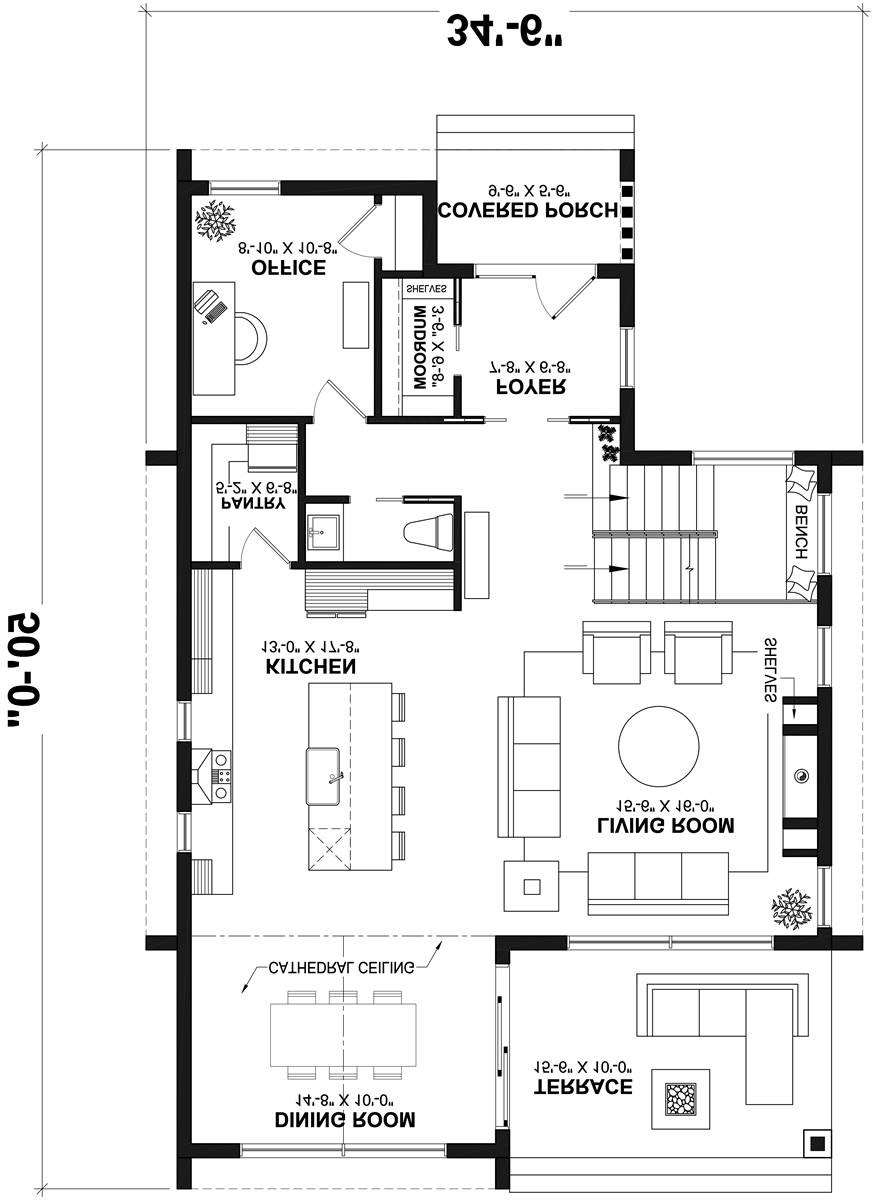 34'-6"
9'-6" X 5'-6"
COVERED PORCH
8'-10" X 10'-8"
OFFICE
SHELVES
MUDROOM
3'-6" X 6'-8"
7'-8" X 6'-8"
FOYER
5'-2" X 6'-8"
PANTRY
BENCH
50'-0"
13'-0" X 17'-8"
KITCHEN
SHELVES
15'-6" X 16'-0"
LIVING ROOM
CATHEDRAL CEILING
15'-6" X 10'-0"
TERRACE
14'-8" X 10'-0"
DINING ROOM